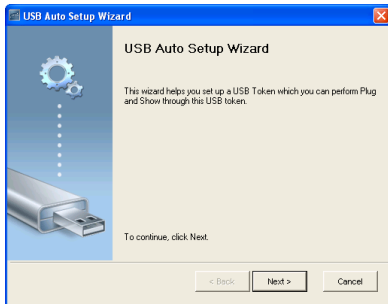 USB Auto Setup Wizard
USB Auto Setup Wizard
This wizard helps you set up a USB Token which you can perform Plug
and Show through this USB token.
To continue, click Next.
< Back
Next >
Cancel